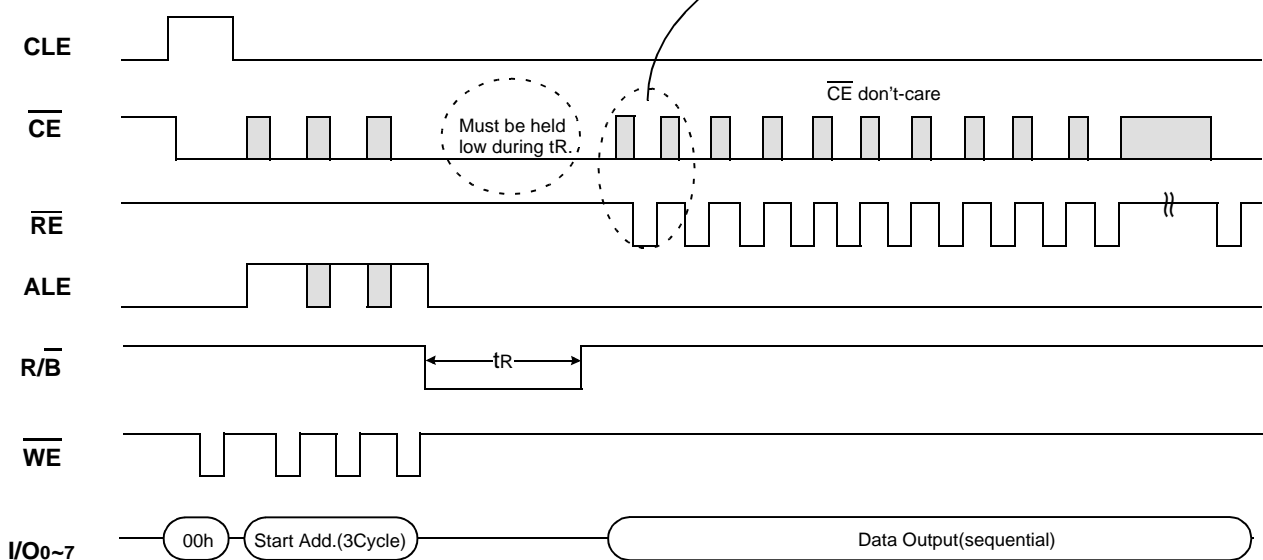 CLE
CE don't-care
CE
Must be held
low during tR.
RE
ALE
R/B
tR
WE
I/O0~7
00h
Start Add.(3Cycle)
Data Output(sequential)